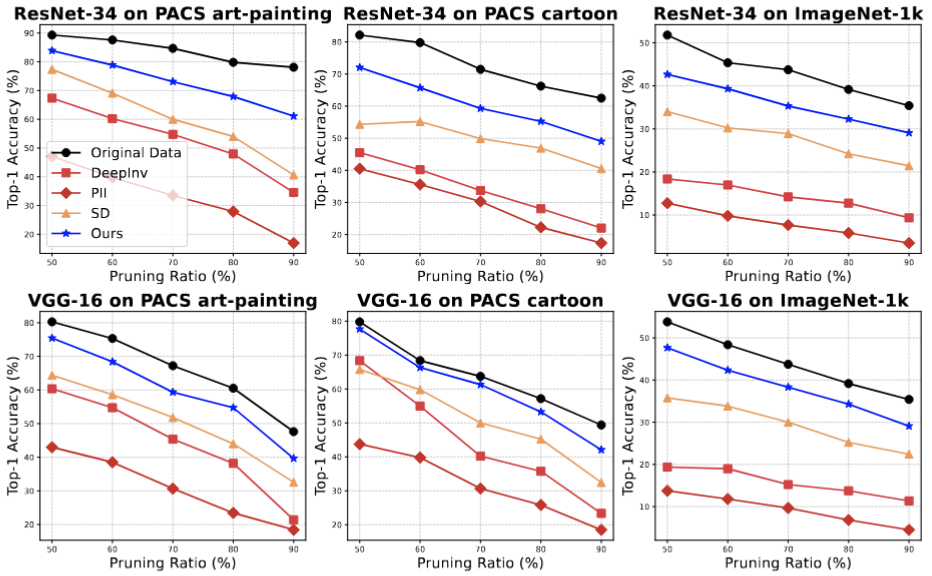 ResNet-34 on PACS art-painting
Top-1 Accuracy (%)
90
80
70
60
50
40
30
20
Original Data
DeepInv
PII
SD
Ours
50 60 70 80 90
Pruning Ratio (%)
ResNet-34 on PACS cartoon
Top-1 Accuracy (%)
80
70
60
50
40
30
20
50 60 70 80 90
Pruning Ratio (%)
ResNet-34 on ImageNet-1k
Top-1 Accuracy (%)
50
40
30
20
10
50 60 70 80 90
Pruning Ratio (%)
VGG-16 on PACS art-painting
Top-1 Accuracy (%)
80
70
60
50
40
30
20
50 60 70 80 90
Pruning Ratio (%)
VGG-16 on PACS cartoon
Top-1 Accuracy (%)
80
70
60
50
40
30
20
50 60 70 80 90
Pruning Ratio (%)
VGG-16 on ImageNet-1k
Top-1 Accuracy (%)
50
40
30
20
10
50 60 70 80 90
Pruning Ratio (%)